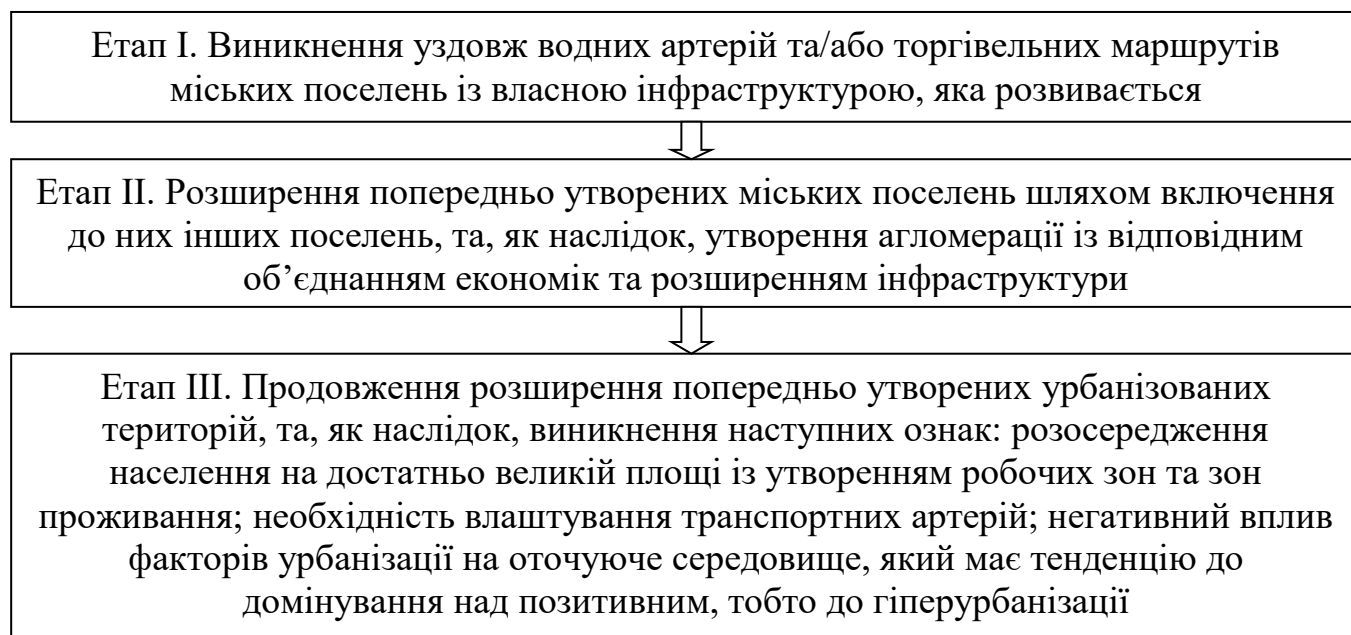 Етап І. Виникнення уздовж водних артерій та/або торгівельних маршрутів
міських поселень із власною інфраструктурою, яка розвивається
Етап ІІ. Розширення попередньо утворених міських поселень шляхом включення
до них інших поселень, та, як наслідок, утворення агломерації із відповідним
об’єднанням економік та розширенням інфраструктури
Етап ІІІ. Продовження розширення попередньо утворених урбанізованих
територій, та, як наслідок, виникнення наступних ознак: розосередження
населення на достатньо великій площі із утворенням робочих зон та зон
проживання; необхідність влаштування транспортних артерій; негативний вплив
факторів урбанізації на оточуюче середовище, який має тенденцію до
домінування над позитивним, тобто до гіперурбанізації